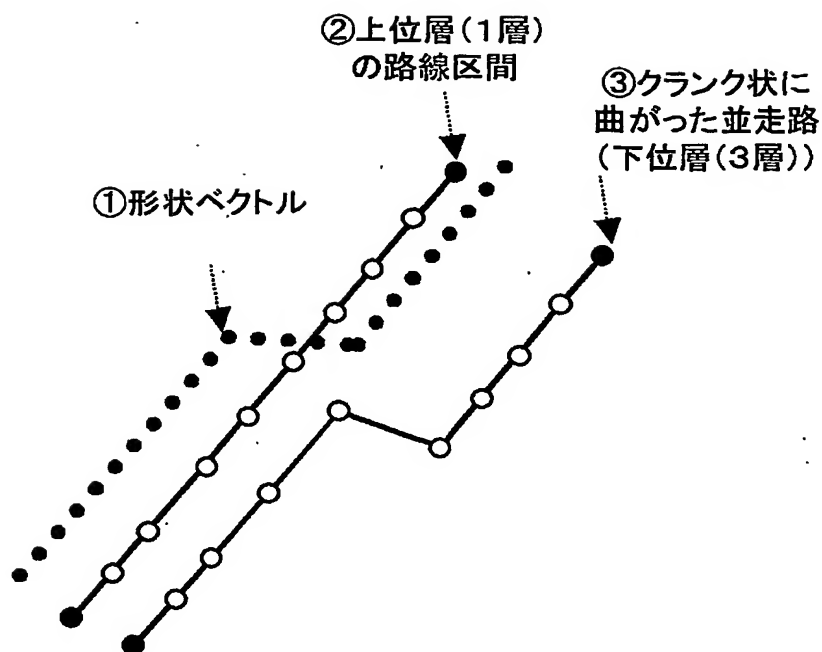 ②上位層(1層)
の路線区間
③クランク状に
曲がった並走路
(下位層(3層))
①形状ベクトル